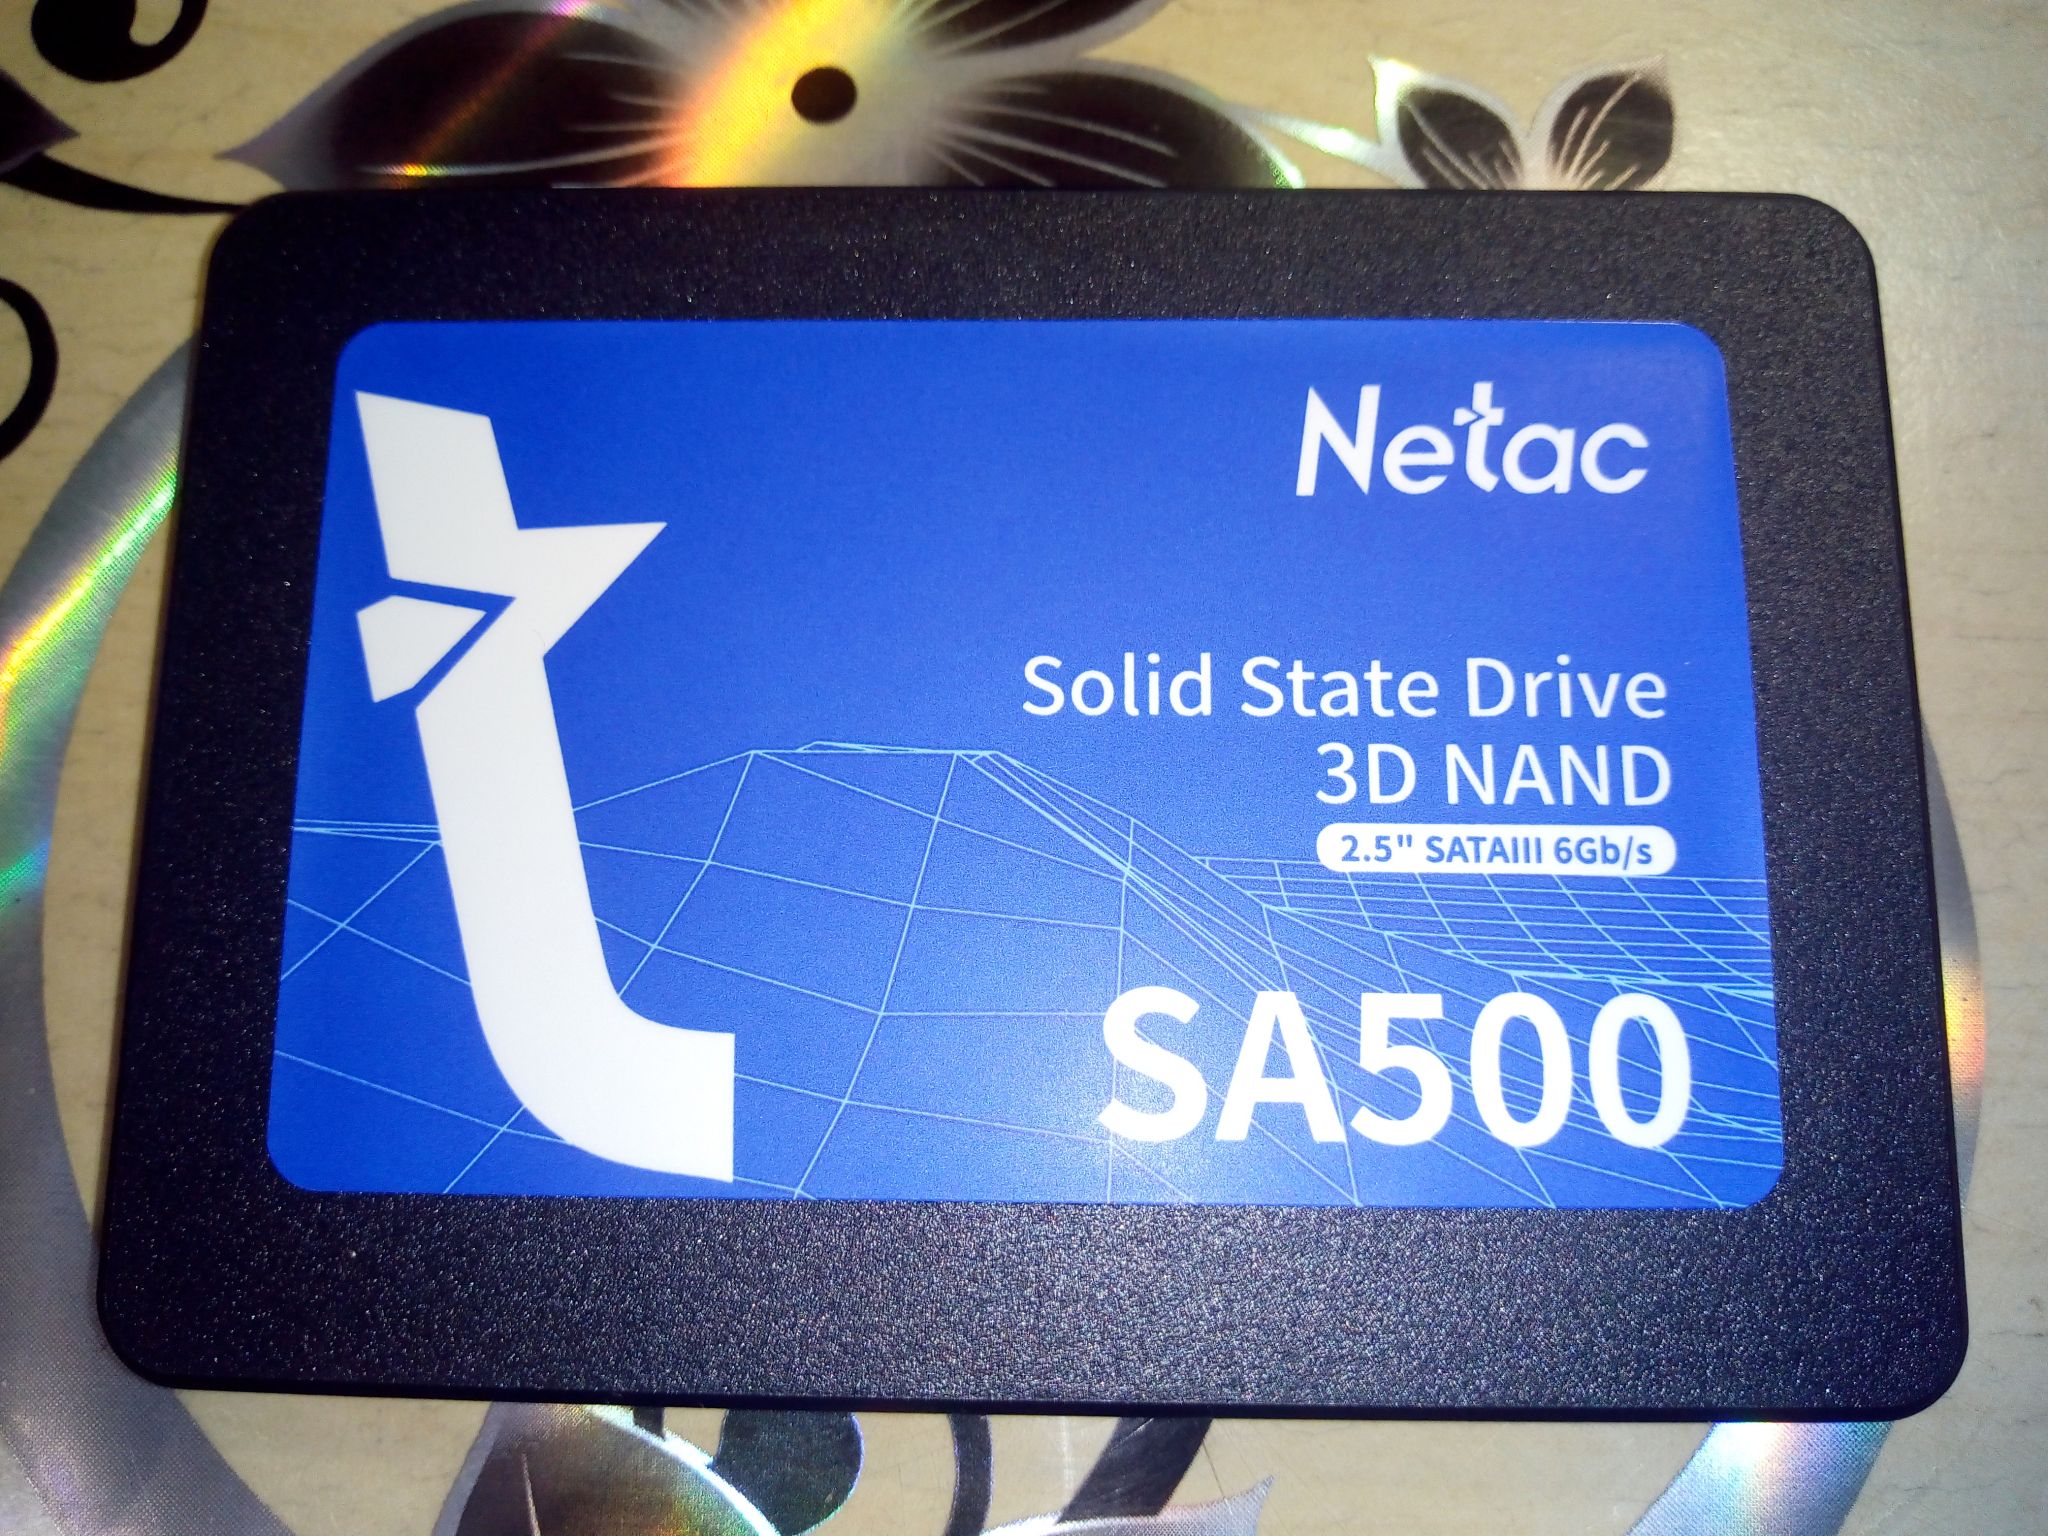 Netac
Solid State Drive
3D NAND
2.5" SATAIII 6Gb/s
SA500